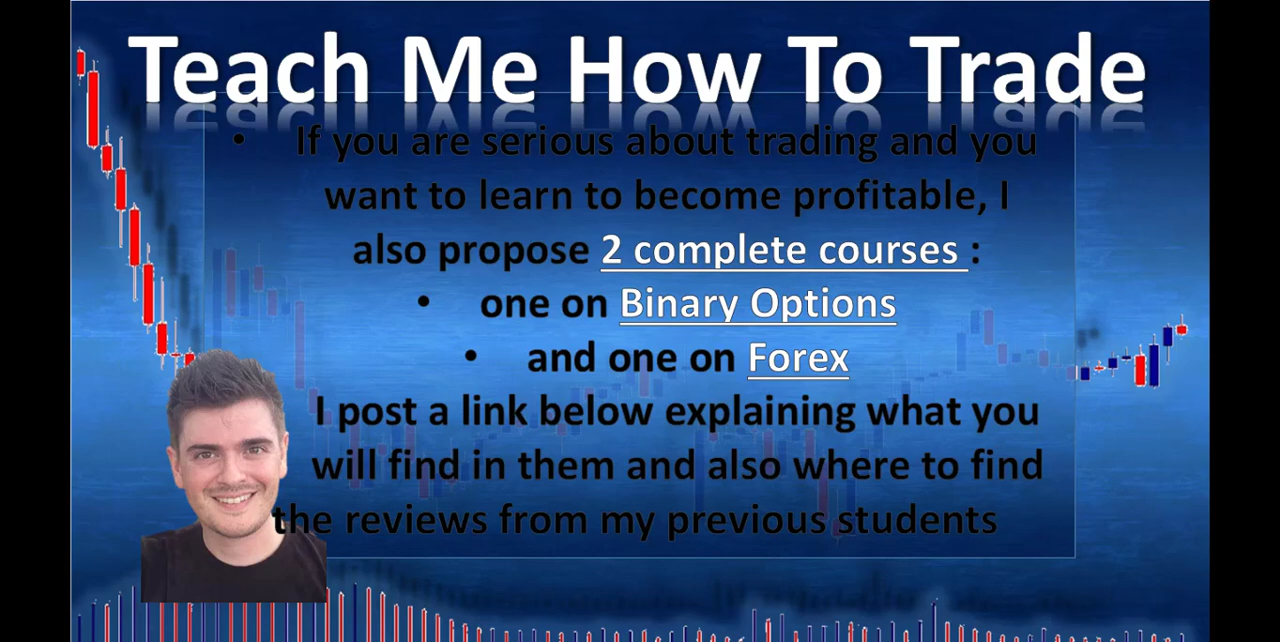 Teach Me How To Trade
• If you are serious about trading and you
want to learn to become profitable, I
also propose 2 complete courses :
• one on Binary Options
• and one on Forex
I post a link below explaining what you
will find in them and also where to find
the reviews from my previous students